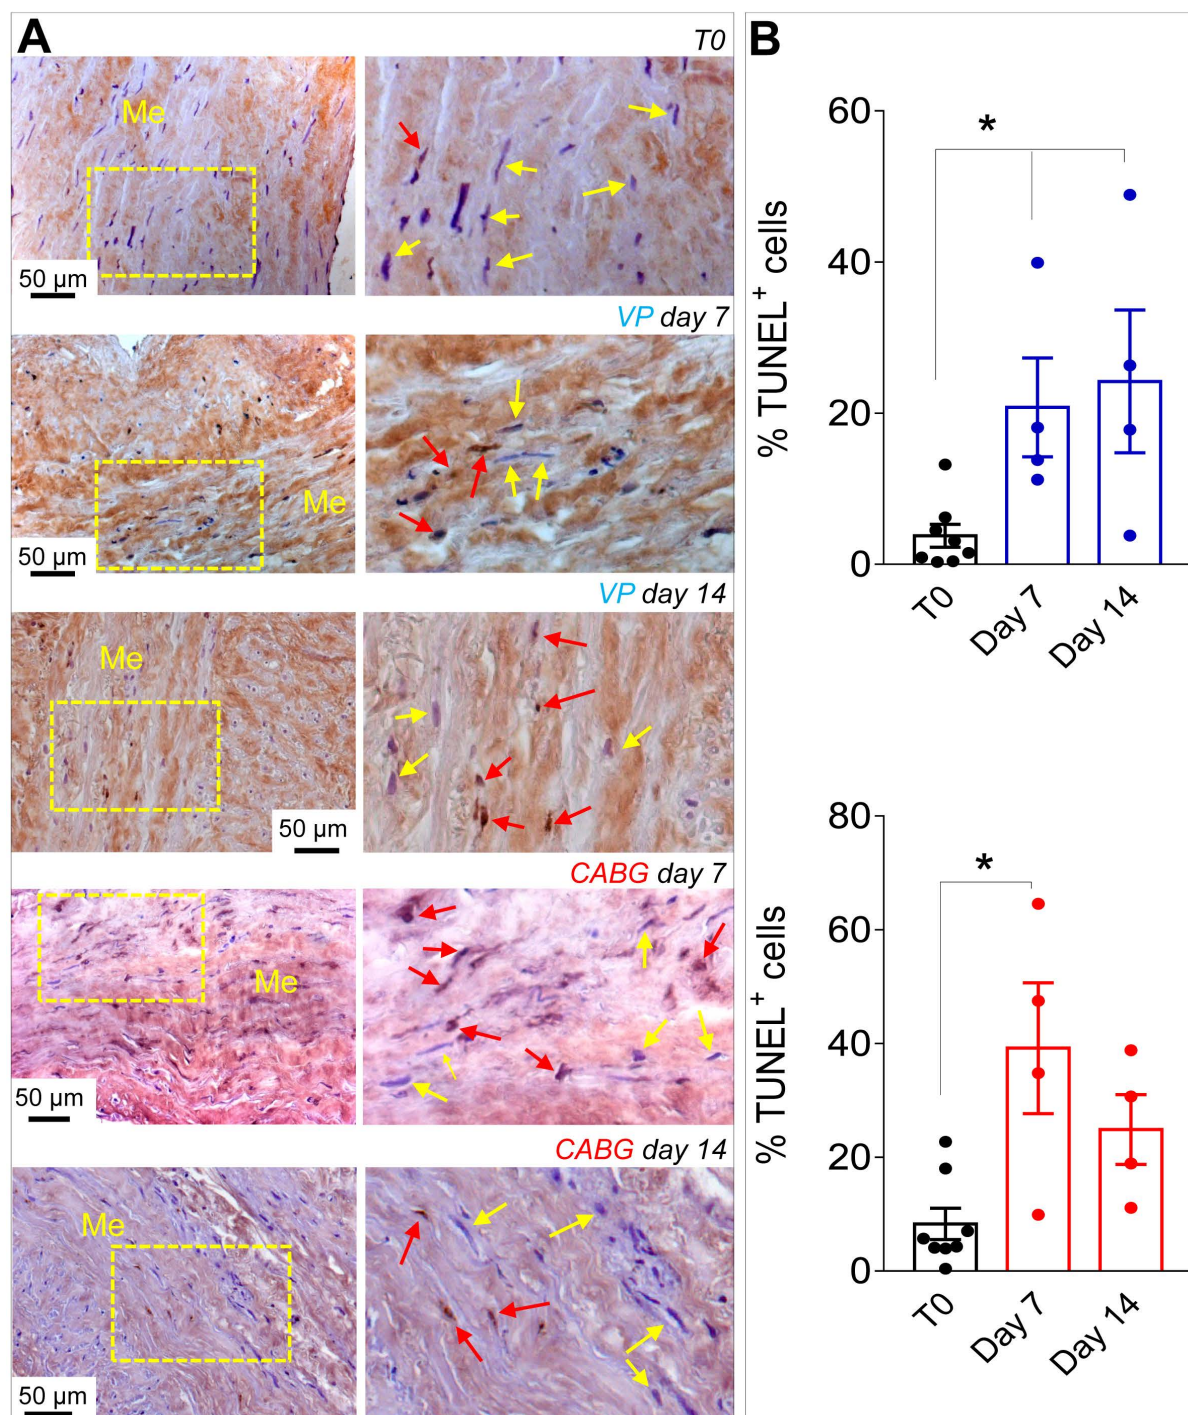 A
T0
Me
50 µm
VP day 7
Me
50 µm
VP day 14
Me
50 µm
CABG day 7
Me
50 µm
CABG day 14
Me
50 µm
B
% TUNEL+ cells
60
40
20
0
*
T0
Day 7
Day 14
% TUNEL+ cells
80
60
40
20
0
*
T0
Day 7
Day 14